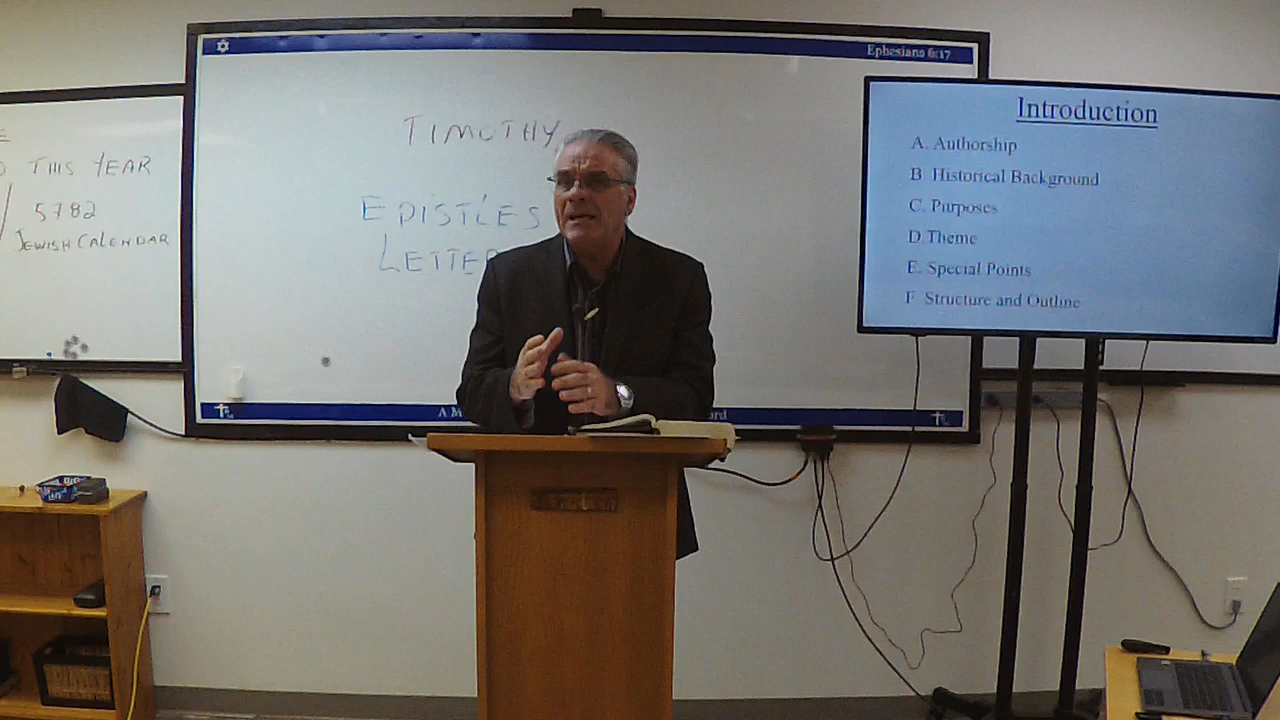 THIS YEAR
5782
JEWISH CALENDAR
Ephesians 6:17
TIMOTHY
EPISTLES
LETTE
A M
Introduction
A. Authorship
B Historical Background
C. Purposes
D Theme
E. Special Points
F Structure and Outline